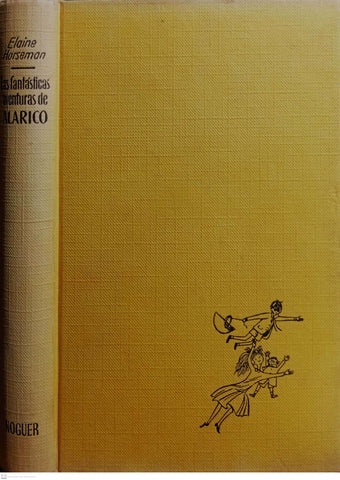 Elaine
Horseman
Las fantásticas
aventuras de
ALARICO
NOGUER